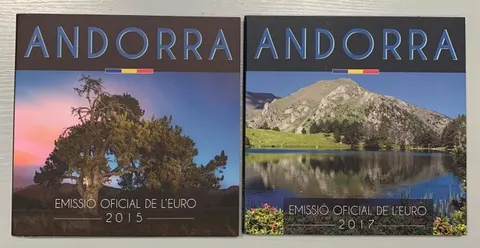 ANDORRA
EMISSIÓ OFICIAL DE L'EURO
2015
ANDORRA
EMISSIÓ OFICIAL DE L'EURO
2017